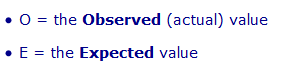 • O = the Observed (actual) value
• E = the Expected value